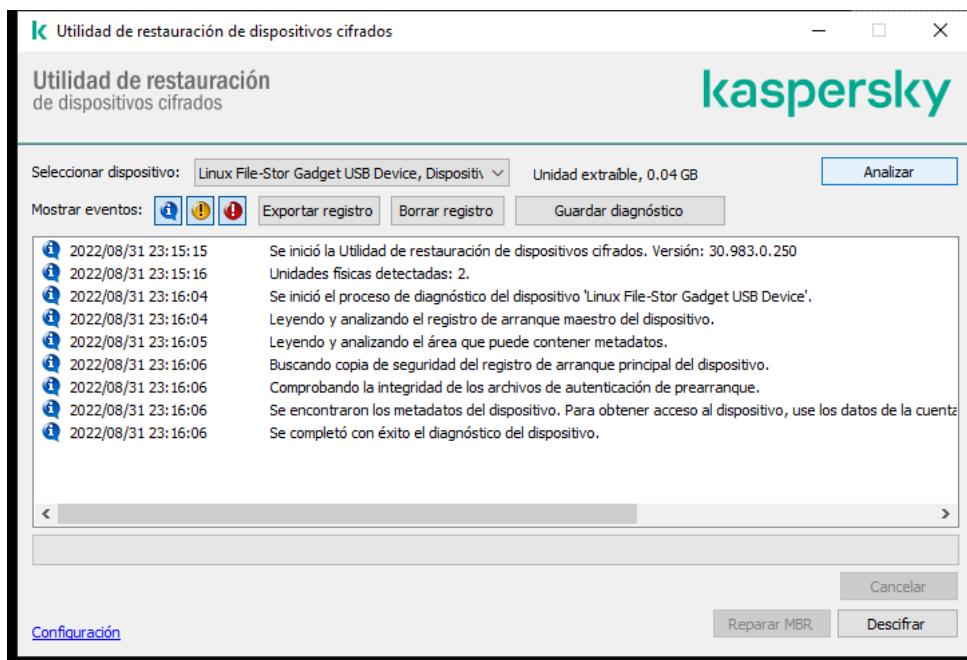 Utilidad de restauración de dispositivos cifrados
Utilidad de restauración
de dispositivos cifrados
kaspersky
Seleccionar dispositivo: Linux File-Stor Gadget USB Device, Dispositiv Unidad extraíble, 0.04 GB Analizar
Mostrar eventos: Exportar registro Borrar registro Guardar diagnóstico
2022/08/31 23:15:15 Se inició la Utilidad de restauración de dispositivos cifrados. Versión: 30.983.0.250
2022/08/31 23:15:16 Unidades físicas detectadas: 2.
2022/08/31 23:16:04 Se inició el proceso de diagnóstico del dispositivo 'Linux File-Stor Gadget USB Device'.
2022/08/31 23:16:04 Leyendo y analizando el registro de arranque maestro del dispositivo.
2022/08/31 23:16:05 Leyendo y analizando el área que puede contener metadatos.
2022/08/31 23:16:06 Buscando copia de seguridad del registro de arranque principal del dispositivo.
2022/08/31 23:16:06 Comprobando la integridad de los archivos de autenticación de prearranque.
2022/08/31 23:16:06 Se encontraron los metadatos del dispositivo. Para obtener acceso al dispositivo, use los datos de la cuenta
2022/08/31 23:16:06 Se completó con éxito el diagnóstico del dispositivo.
Cancelar
Configuración Reparar MBR Descifrar